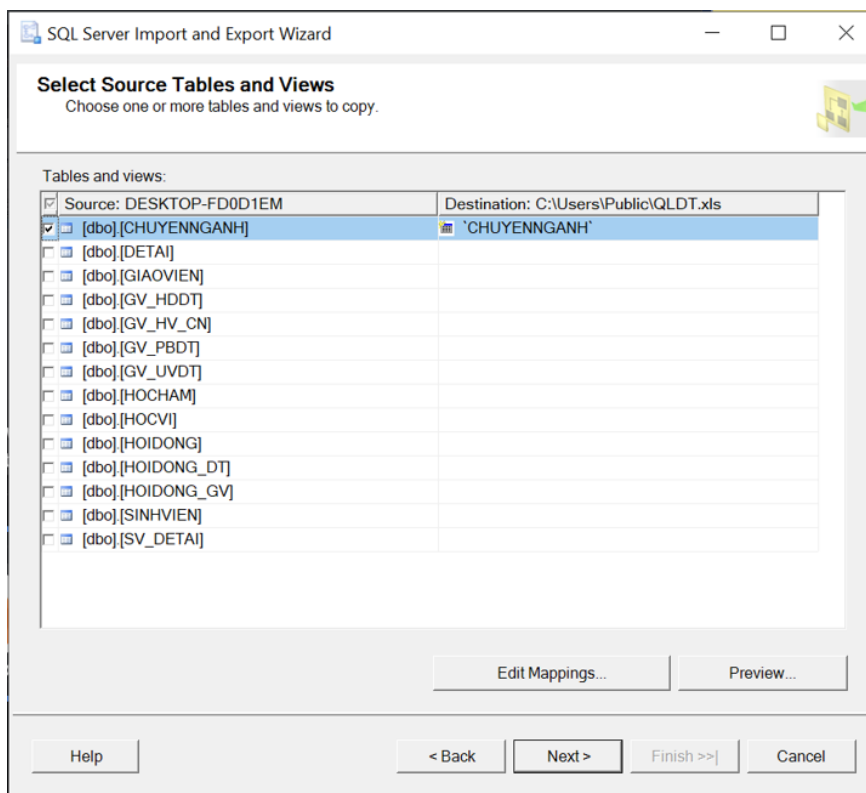 SQL Server Import and Export Wizard
Select Source Tables and Views
Choose one or more tables and views to copy.
Tables and views:
Source: DESKTOP-FD0D1EM Destination: C:\Users\Public\QLDT.xls
[dbo].[CHUYENNGANH] `CHUYENNGANH`
[dbo].[DETAI]
[dbo].[GIAOVIEN]
[dbo].[GV_HDDT]
[dbo].[GV_HV_CN]
[dbo].[GV_PBDT]
[dbo].[GV_UVDT]
[dbo].[HOCHAM]
[dbo].[HOCVI]
[dbo].[HOIDONG]
[dbo].[HOIDONG_DT]
[dbo].[HOIDONG_GV]
[dbo].[SINHVIEN]
[dbo].[SV_DETAI]
Edit Mappings... Preview...
Help < Back Next > Finish >>| Cancel